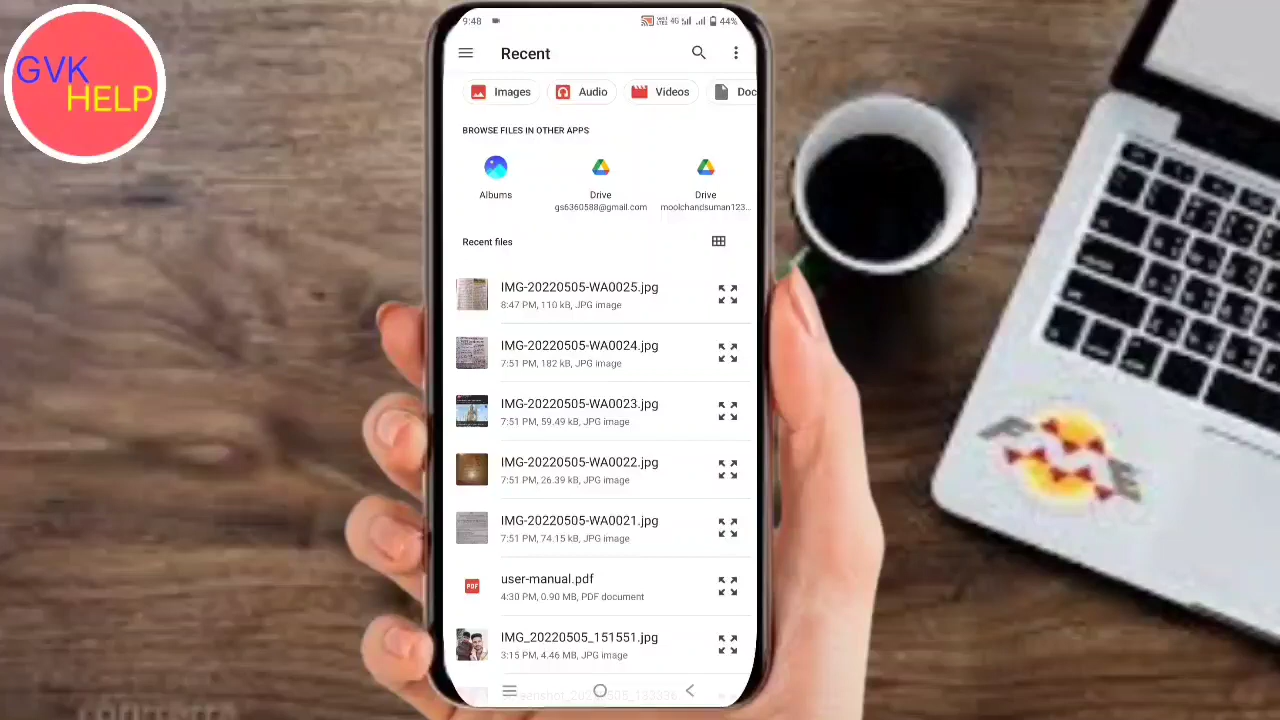 GVK
HELP
9:48
4G
44%
Recent
Images
Audio
Videos
Doc
BROWSE FILES IN OTHER APPS
Albums
Drive
gs6360588@gmail.com
Drive
moolchandsuman123...
Recent files
IMG-20220505-WA0025.jpg
8:47 PM, 110 kB, JPG image
IMG-20220505-WA0024.jpg
7:51 PM, 182 kB, JPG image
IMG-20220505-WA0023.jpg
7:51 PM, 59.49 kB, JPG image
IMG-20220505-WA0022.jpg
7:51 PM, 26.39 kB, JPG image
IMG-20220505-WA0021.jpg
7:51 PM, 74.15 kB, JPG image
PDF
user-manual.pdf
4:30 PM, 0.90 MB, PDF document
IMG_20220505_151551.jpg
3:15 PM, 4.46 MB, JPG image